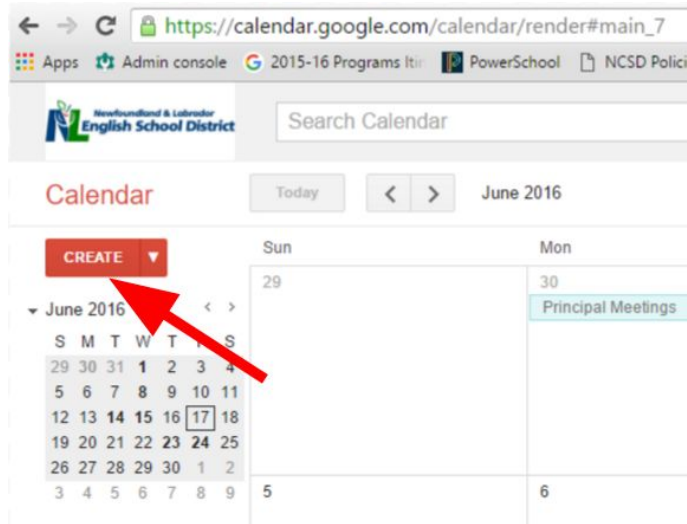 https://calendar.google.com/calendar/render#main_7
Apps Admin console 2015-16 Programs Itin PowerSchool NCSD Polici
Newfoundland & Labrador
English School District
Search Calendar
Calendar
Today < > June 2016
CREATE
Sun Mon
29 30
Principal Meetings
June 2016 < >
S M T W T F S
29 30 31 1 2 3 4
5 6 7 8 9 10 11
12 13 14 15 16 17 18
19 20 21 22 23 24 25
26 27 28 29 30 1 2
3 4 5 6 7 8 9
5 6